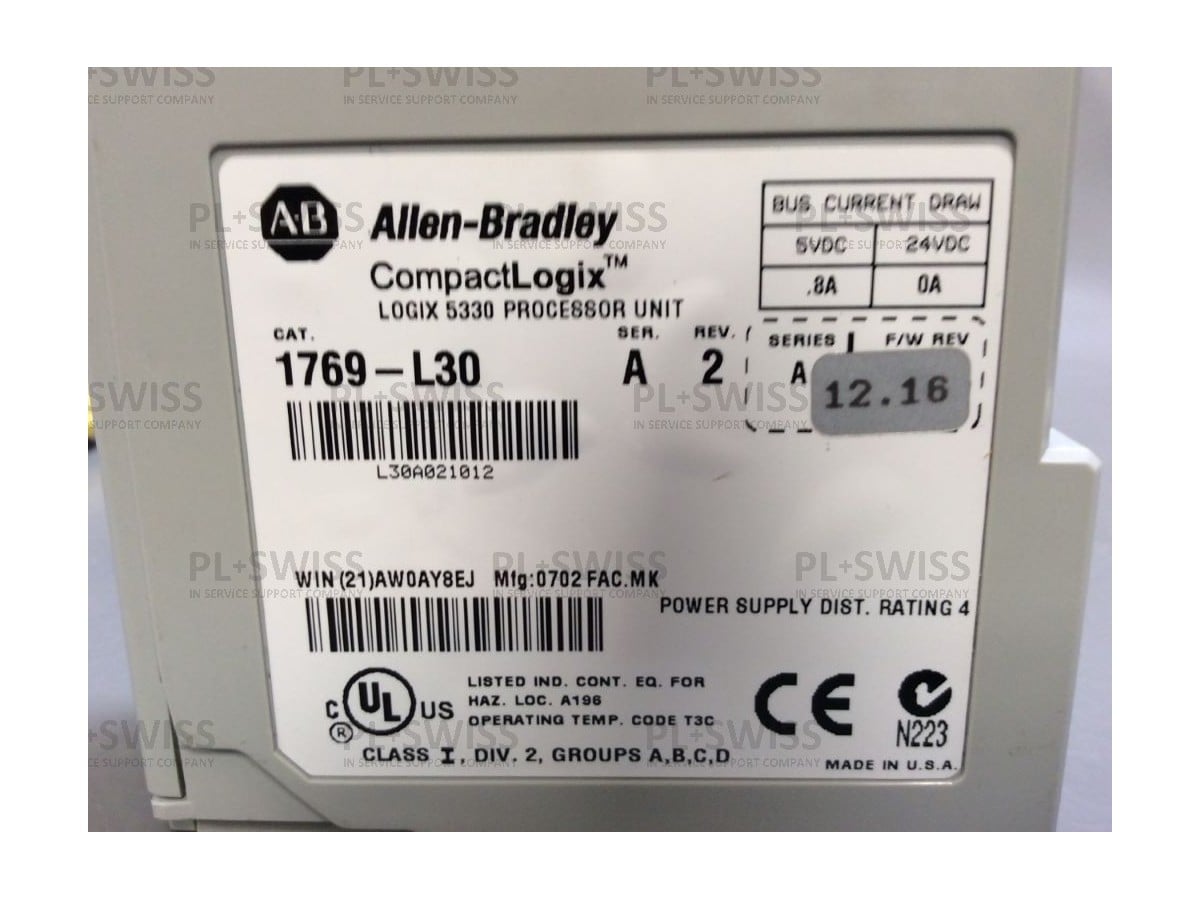 PL+SWISS
IN SERVICE SUPPORT COMPANY
A·B Allen-Bradley
CompactLogix™
LOGIX 5330 PROCESSOR UNIT
BUS CURRENT DRAW
5VDC 24VDC
.8A 0A
CAT. SER. REV.
1769-L30 A 2
SERIES F/W REV
A 12.16
L30A021012
WIN (21)AW0AY8EJ Mfg:0702 FAC.MK
POWER SUPPLY DIST. RATING 4
C UL US
®
LISTED IND. CONT. EQ. FOR
HAZ. LOC. A196
OPERATING TEMP. CODE T3C
CLASS I, DIV. 2, GROUPS A,B,C,D
CE
N223
MADE IN U.S.A.